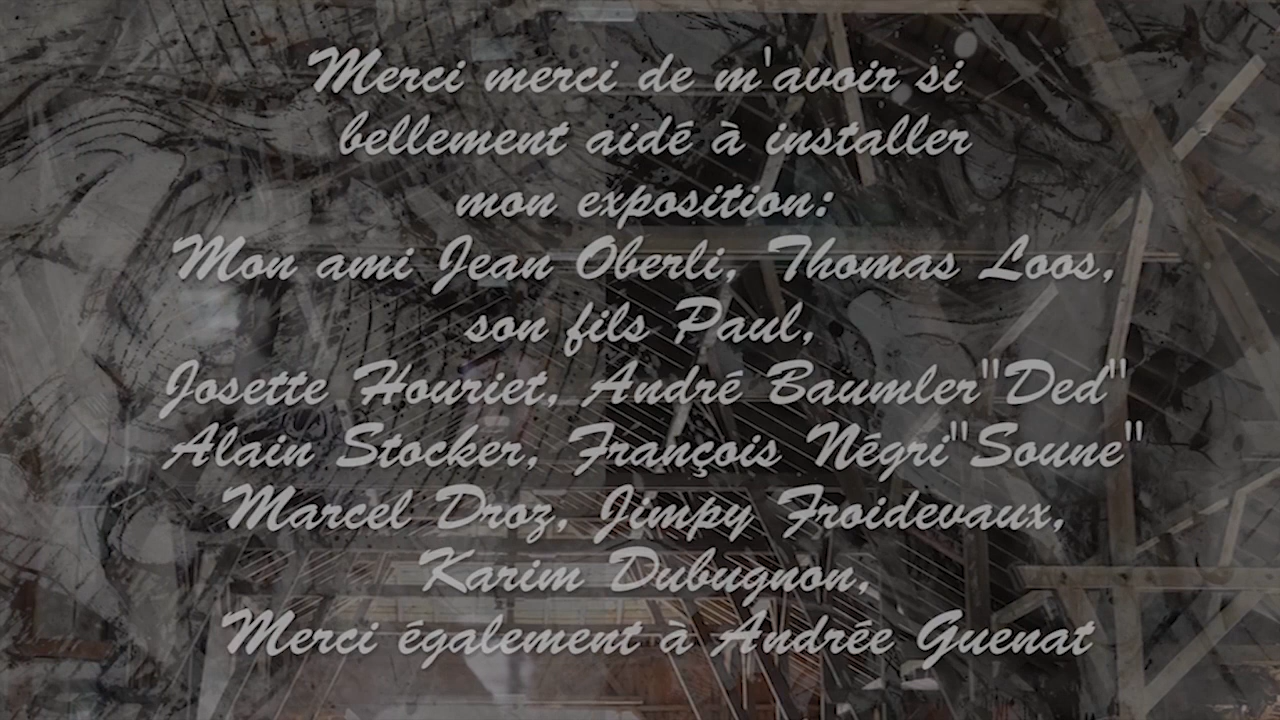 Merci merci de m'avoir si
bellement aidé à installer
mon exposition:
Mon ami Jean Oberli, Thomas Loos,
son fils Paul,
Josette Houriet, André Baumler"Ded"
Alain Stocker, François Négri"Soune"
Marcel Droz, Jimpy Froidevaux,
Karim Dubugnon,
Merci également à Andrée Guenat